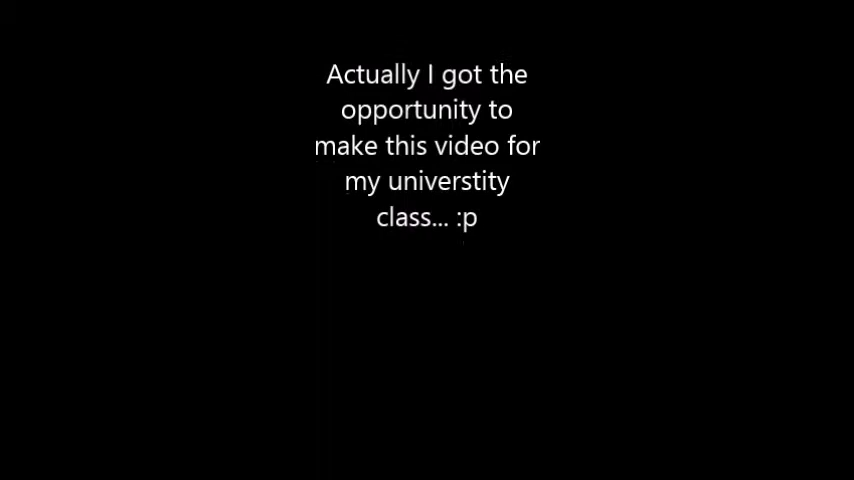 Actually I got the
opportunity to
make this video for
my universtity
class... :p